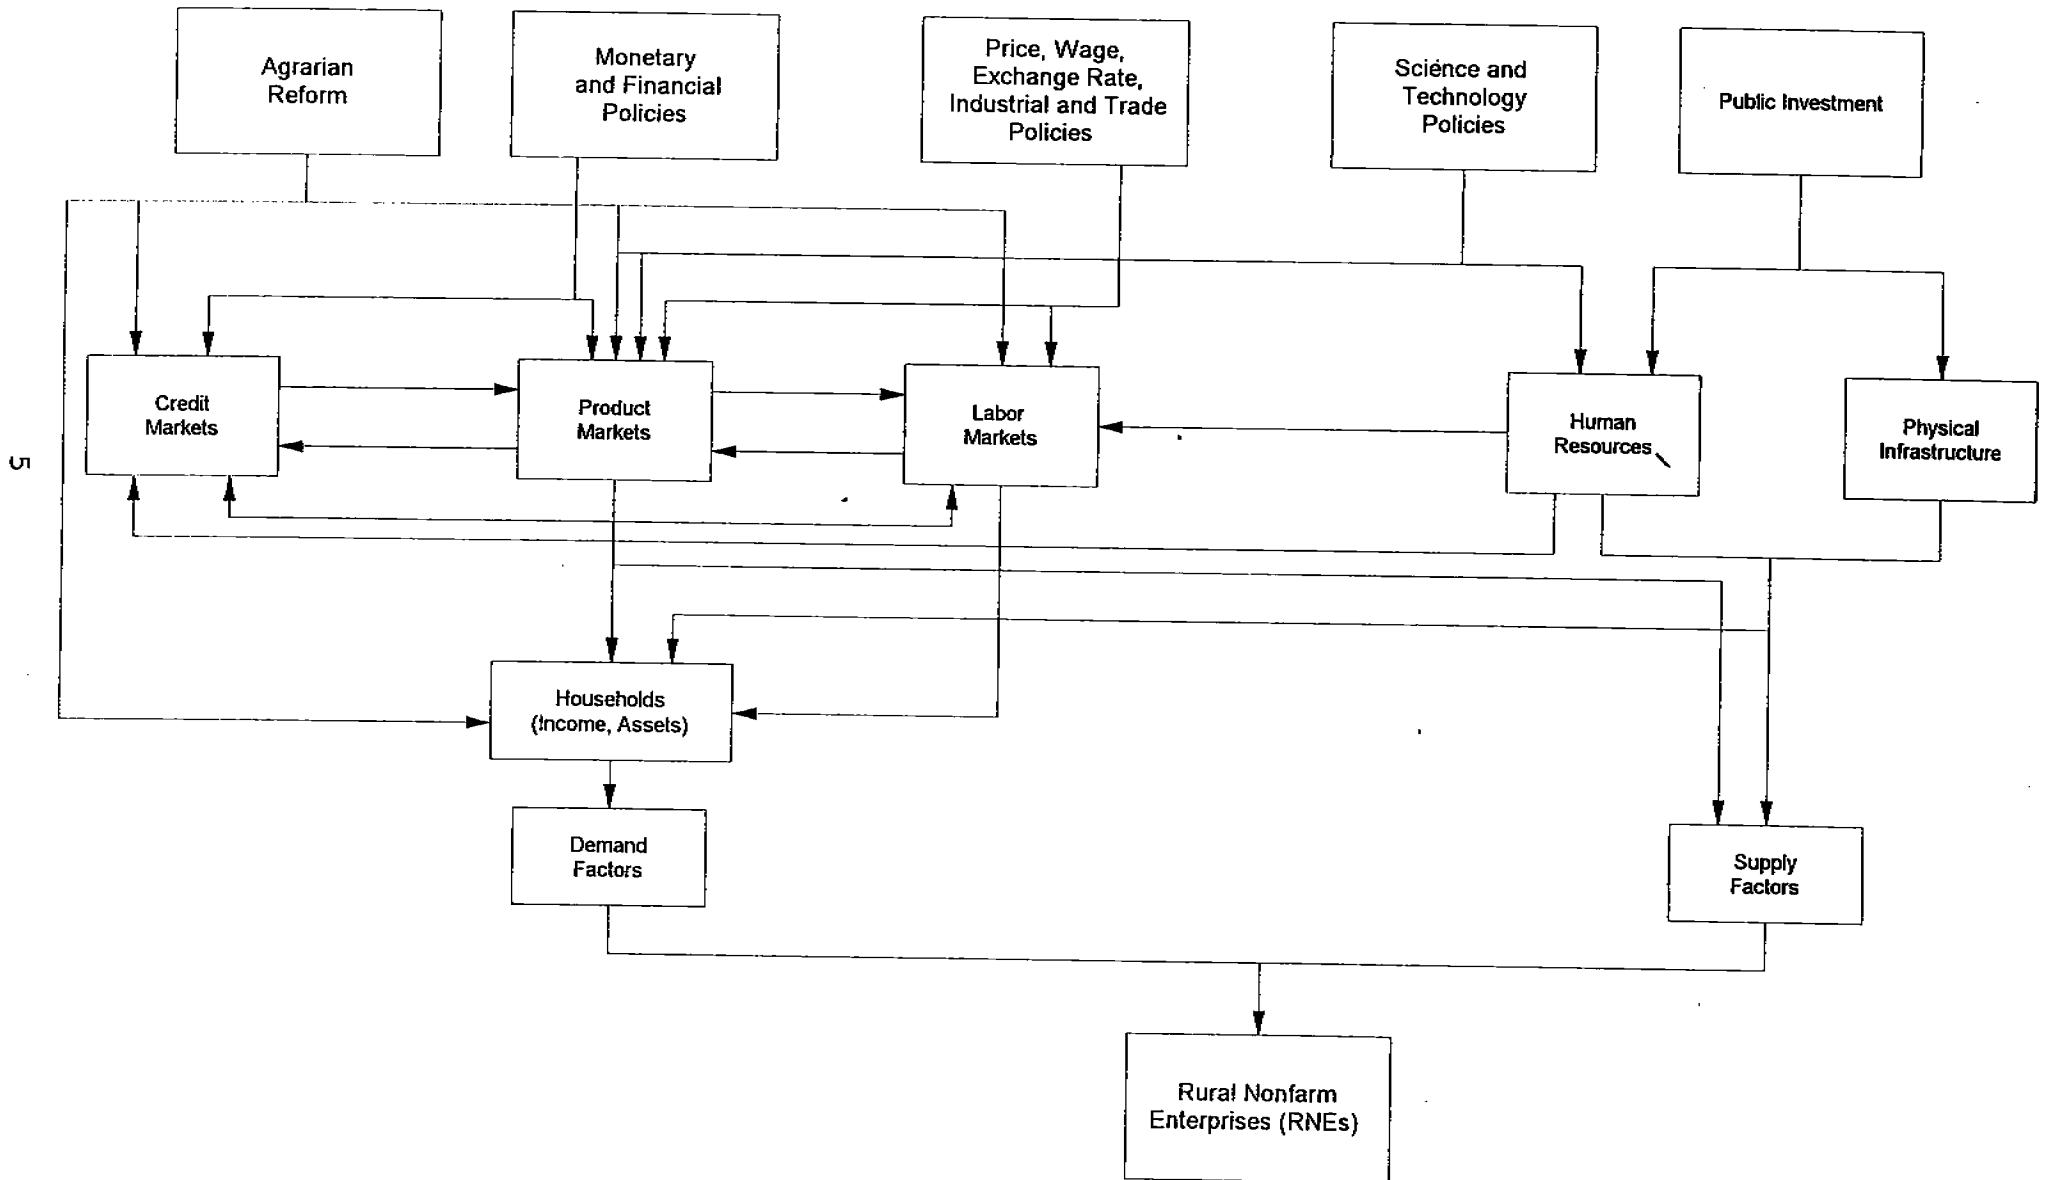 Agrarian
Reform
Monetary
and Financial
Policies
Price, Wage,
Exchange Rate,
Industrial and Trade
Policies
Science and
Technology
Policies
Public Investment
Credit
Markets
Product
Markets
Labor
Markets
Human
Resources
Physical
Infrastructure
5
Households
(Income, Assets)
Demand
Factors
Supply
Factors
Rural Nonfarm
Enterprises (RNEs)